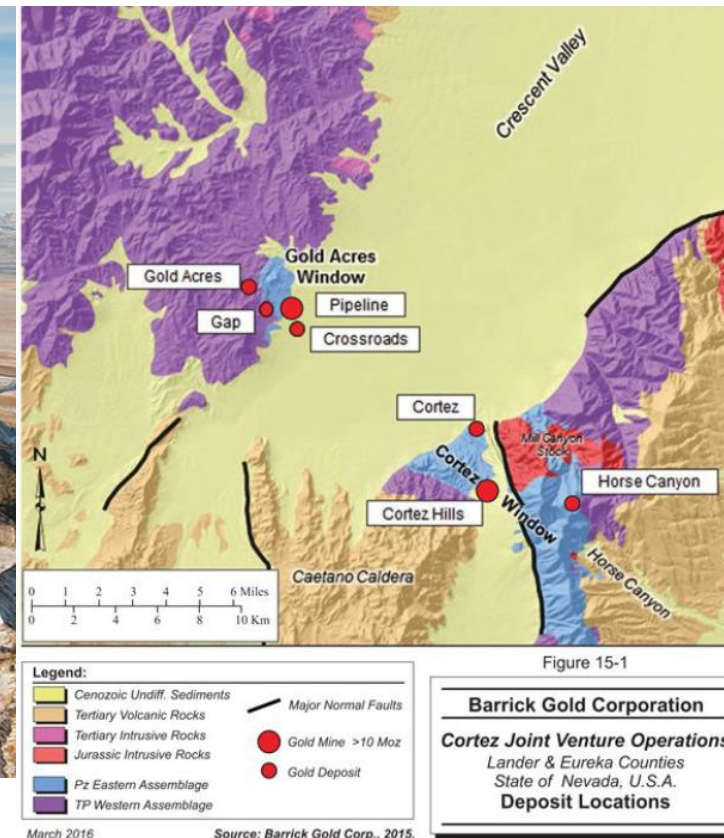 Crescent Valley
Gold Acres
Window
Gold Acres
Pipeline
Gap
Crossroads
Cortez
Mill Canyon
Stock
Cortez
Window
Horse Canyon
Cortez Hills
Horse Canyon
Caetano Caldera
N
0 1 2 3 4 5 6 Miles
0 2 4 6 8 10 Km
Figure 15-1
Legend:
Cenozoic Undiff. Sediments
Tertiary Volcanic Rocks
Tertiary Intrusive Rocks
Jurassic Intrusive Rocks
Pz Eastern Assemblage
TP Western Assemblage
Major Normal Faults
Gold Mine >10 Moz
Gold Deposit
Barrick Gold Corporation
Cortez Joint Venture Operations
Lander & Eureka Counties
State of Nevada, U.S.A.
Deposit Locations
March 2016
Source: Barrick Gold Corp., 2015.